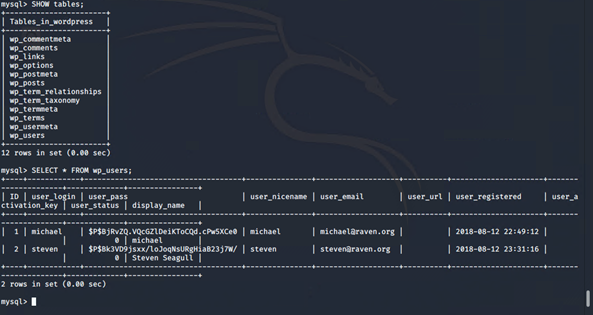 mysql> SHOW tables;
+-----------------------+
| Tables_in_wordpress   |
+-----------------------+
| wp_commentmeta        |
| wp_comments           |
| wp_links              |
| wp_options            |
| wp_postmeta           |
| wp_posts              |
| wp_term_relationships |
| wp_term_taxonomy      |
| wp_termmeta           |
| wp_terms              |
| wp_usermeta           |
| wp_users              |
+-----------------------+
12 rows in set (0.00 sec)
mysql> SELECT * FROM wp_users;
| ID | user_login | user_pass | user_nicename | user_email | user_url | user_registered | user_a
ctivation_key | user_status | display_name |
| 1 | michael | $P$BjRvZQ.VQcGZlDeiKToCQd.cPw5XCe0 | michael | michael@raven.org | | 2018-08-12 22:49:12 |
| 0 | michael |
| 2 | steven | $P$Bk3VD9jsxx/loJoqNsURgHiaB23j7W/ | steven | steven@raven.org | | 2018-08-12 23:31:16 |
| 0 | Steven Seagull |
2 rows in set (0.00 sec)
mysql>